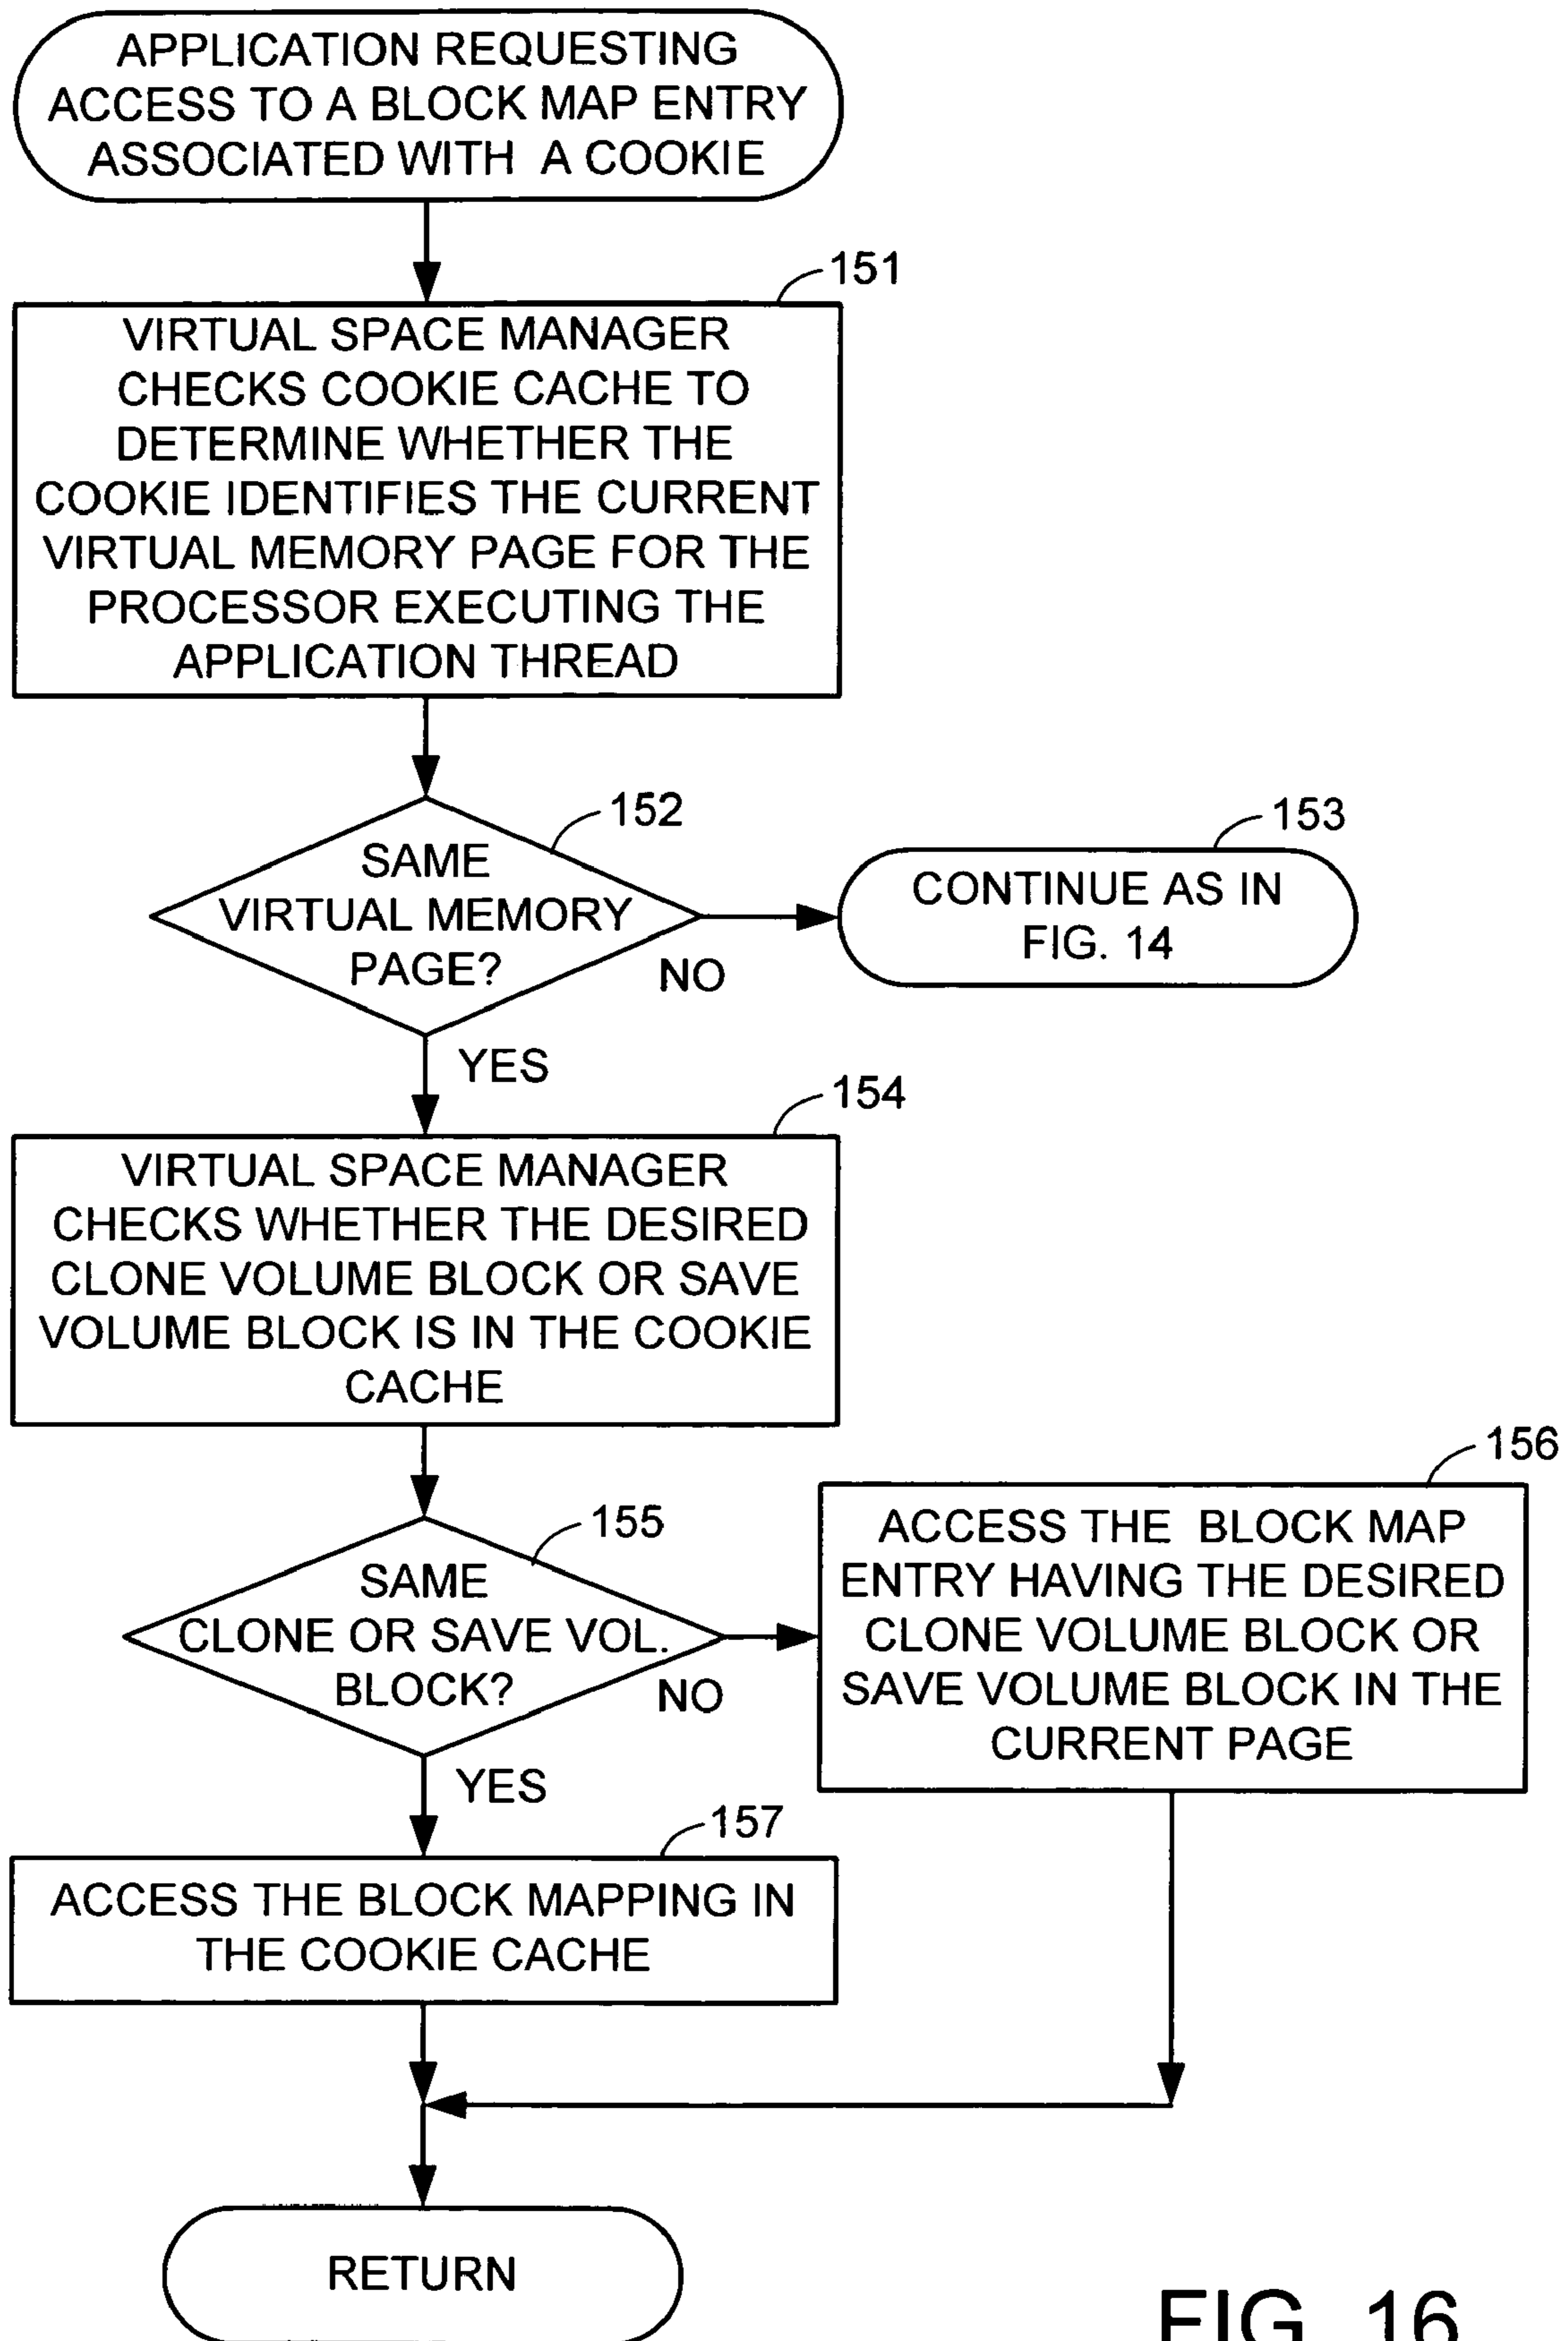 APPLICATION REQUESTING
ACCESS TO A BLOCK MAP ENTRY
ASSOCIATED WITH A COOKIE
151
VIRTUAL SPACE MANAGER
CHECKS COOKIE CACHE TO
DETERMINE WHETHER THE
COOKIE IDENTIFIES THE CURRENT
VIRTUAL MEMORY PAGE FOR THE
PROCESSOR EXECUTING THE
APPLICATION THREAD
152
SAME
VIRTUAL MEMORY
PAGE?
NO
153
CONTINUE AS IN
FIG. 14
YES
154
VIRTUAL SPACE MANAGER
CHECKS WHETHER THE DESIRED
CLONE VOLUME BLOCK OR SAVE
VOLUME BLOCK IS IN THE COOKIE
CACHE
155
SAME
CLONE OR SAVE VOL.
BLOCK?
NO
156
ACCESS THE BLOCK MAP
ENTRY HAVING THE DESIRED
CLONE VOLUME BLOCK OR
SAVE VOLUME BLOCK IN THE
CURRENT PAGE
YES
157
ACCESS THE BLOCK MAPPING IN
THE COOKIE CACHE
RETURN
FIG. 16